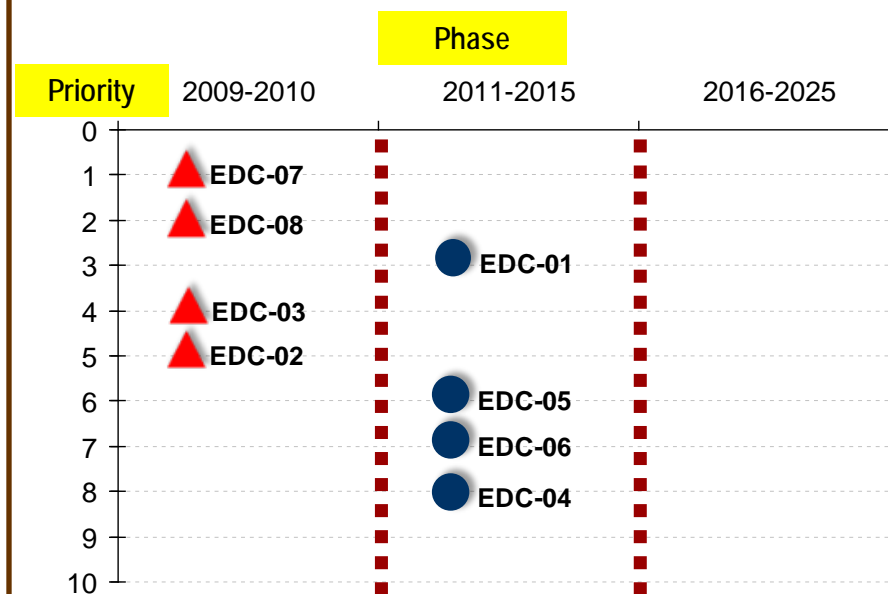 Phase
Priority 2009-2010 2011-2015 2016-2025
0
1 EDC-07
2 EDC-08
3 EDC-01
4 EDC-03
5 EDC-02
6 EDC-05
7 EDC-06
8 EDC-04
9
10